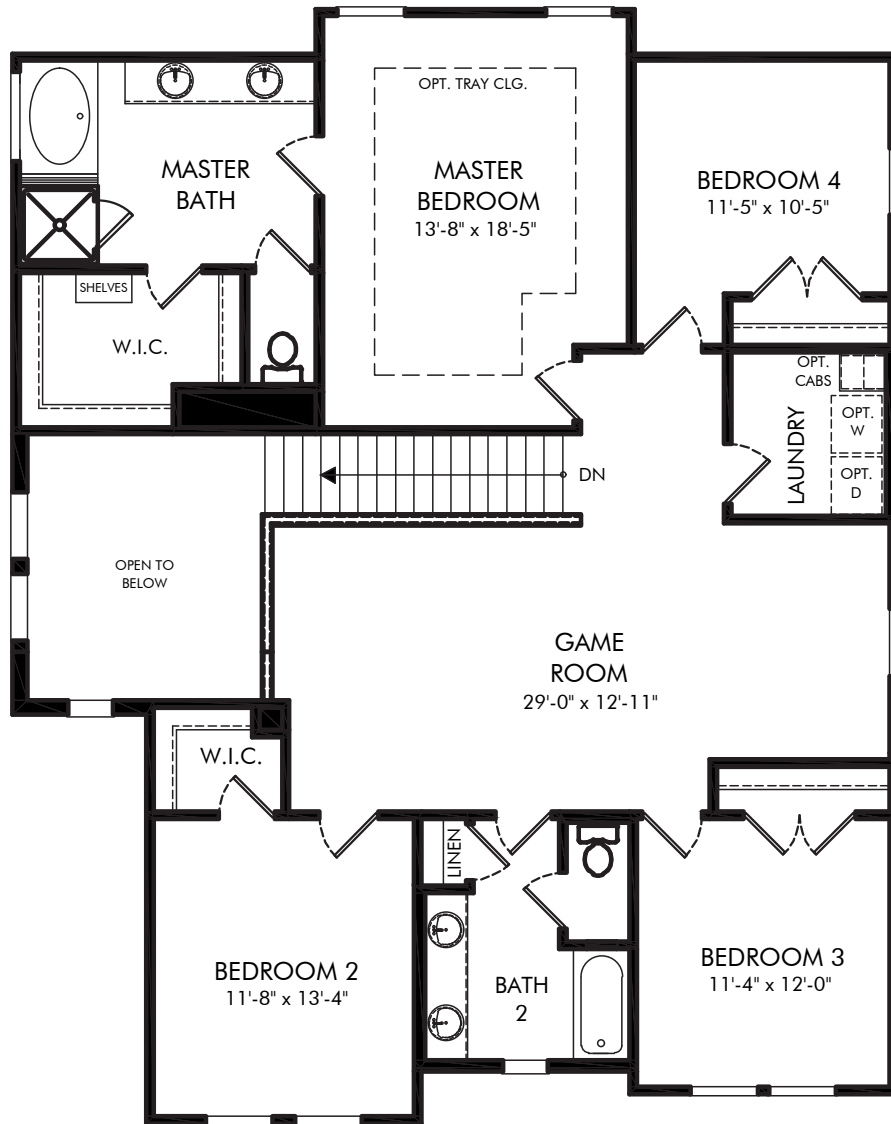 OPT. TRAY CLG.
MASTER
BATH
MASTER
BEDROOM
13'-8" x 18'-5"
BEDROOM 4
11'-5" x 10'-5"
SHELVES
W.I.C.
OPT.
CABS
LAUNDRY
OPT.
W
OPT.
D
DN
OPEN TO
BELOW
GAME
ROOM
29'-0" x 12'-11"
W.I.C.
LINEN
BEDROOM 2
11'-8" x 13'-4"
BATH
2
BEDROOM 3
11'-4" x 12'-0"